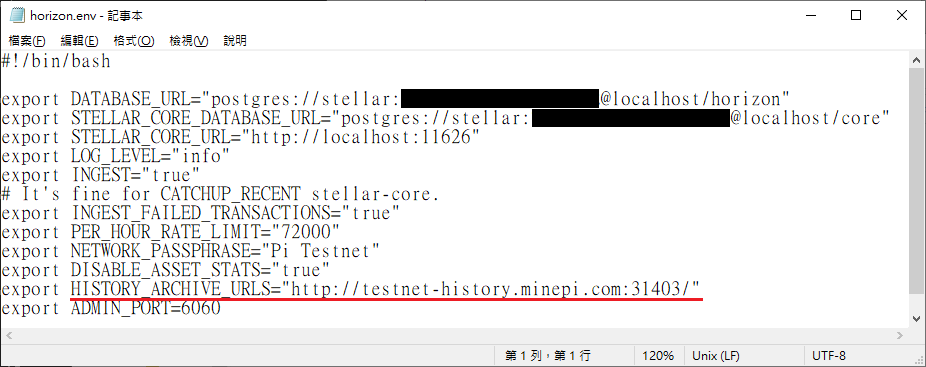 horizon.env - 記事本
檔案(F) 編輯(E) 格式(O) 檢視(V) 說明
#!/bin/bash
export DATABASE_URL="postgres://stellar: @localhost/horizon"
export STELLAR_CORE_DATABASE_URL="postgres://stellar: @localhost/core"
export STELLAR_CORE_URL="http://localhost:11626"
export LOG_LEVEL="info"
export INGEST="true"
# It's fine for CATCHUP_RECENT stellar-core.
export INGEST_FAILED_TRANSACTIONS="true"
export PER_HOUR_RATE_LIMIT="72000"
export NETWORK_PASSPHRASE="Pi Testnet"
export DISABLE_ASSET_STATS="true"
export HISTORY_ARCHIVE_URLS="http://testnet-history.minepi.com:31403/"
export ADMIN_PORT=6060
第 1 列，第 1 行 120% Unix (LF) UTF-8